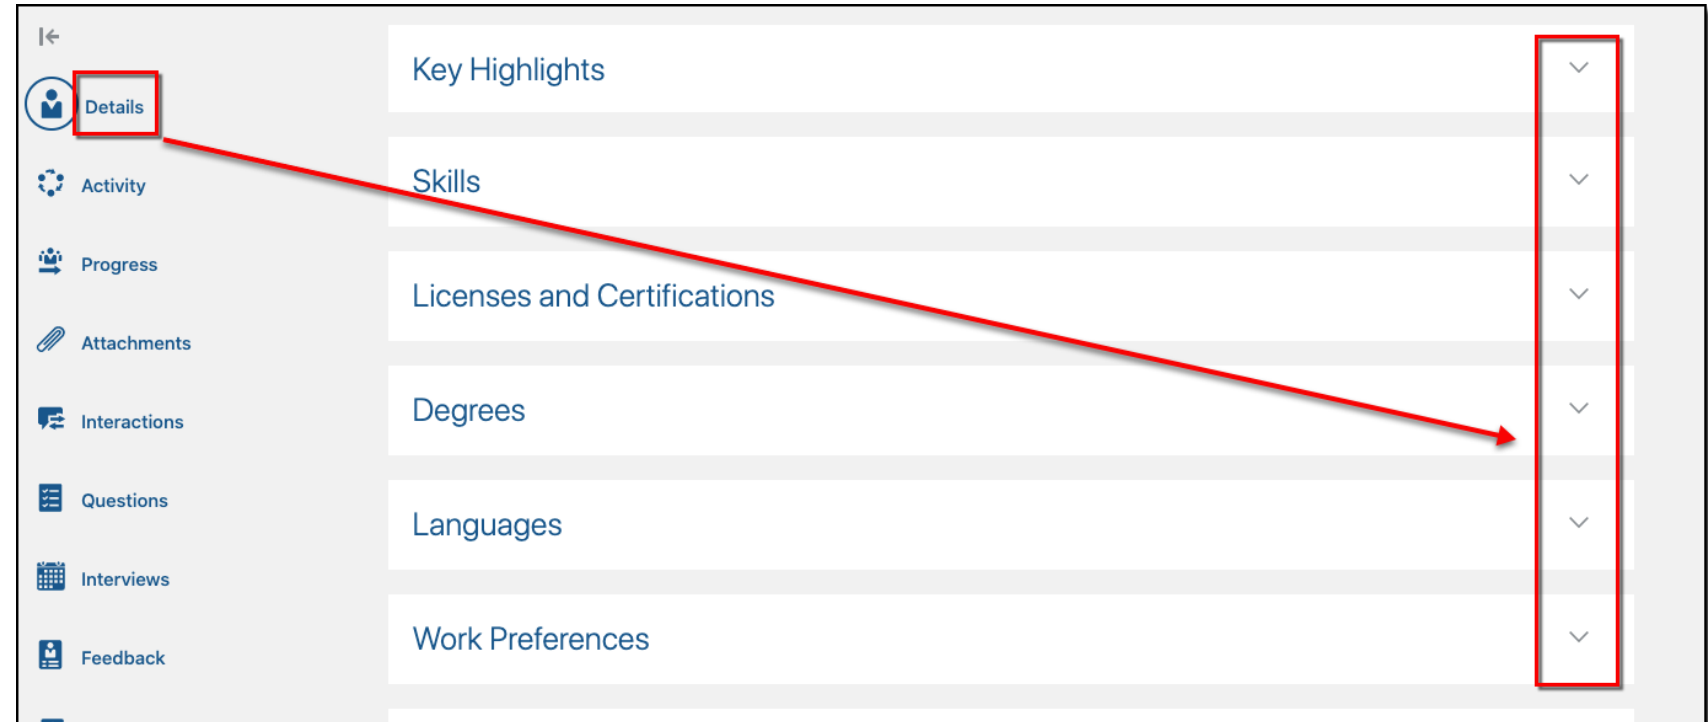 Details
Activity
Progress
Attachments
Interactions
Questions
Interviews
Feedback
Key Highlights
Skills
Licenses and Certifications
Degrees
Languages
Work Preferences